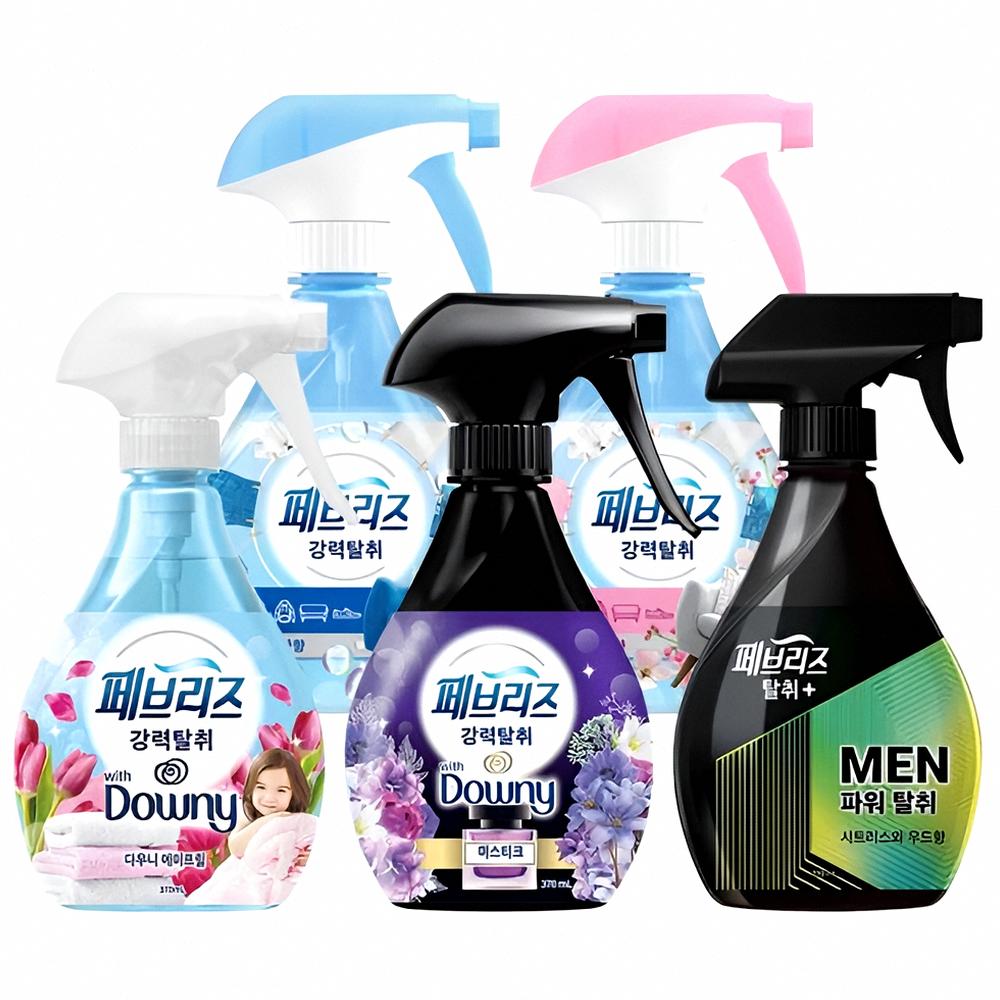 페브리즈
강력탈취
페브리즈
강력탈취
페브리즈
강력탈취
with
Downy
다우니 에이프릴
페브리즈
강력탈취
with
Downy
미스티크
370 mL
페브리즈
탈취+
MEN
파워 탈취
시트러스와 우드향